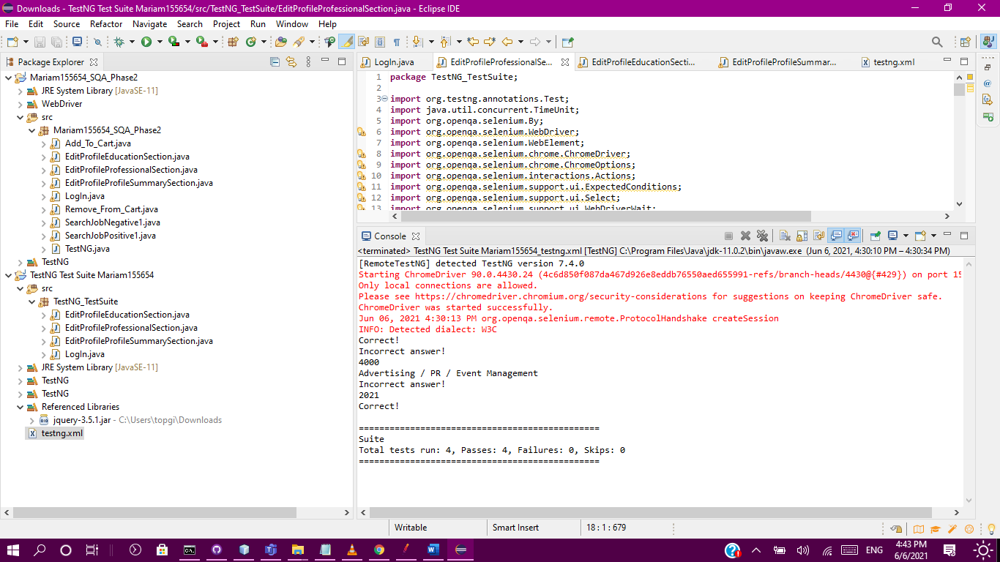 Downloads - TestNG Test Suite Mariam155654/src/TestNG_TestSuite/EditProfileProfessionalSection.java - Eclipse IDE
File Edit Source Refactor Navigate Search Project Run Window Help
Package Explorer
Mariam155654_SQA_Phase2
JRE System Library [JavaSE-11]
WebDriver
src
Mariam155654_SQA_Phase2
Add_To_Cart.java
EditProfileEducationSection.java
EditProfileProfessionalSection.java
EditProfileProfileSummarySection.java
LogIn.java
Remove_From_Cart.java
SearchJobNegative1.java
SearchJobPositive1.java
TestNG.java
TestNG
TestNG Test Suite Mariam155654
src
TestNG_TestSuite
EditProfileEducationSection.java
EditProfileProfessionalSection.java
EditProfileProfileSummarySection.java
LogIn.java
JRE System Library [JavaSE-11]
TestNG
TestNG
Referenced Libraries
jquery-3.5.1.jar - C:\Users\topgi\Downloads
testng.xml
LogIn.java EditProfileProfessionalSe... EditProfileEducationSecti... EditProfileProfileSummar... testng.xml
1 package TestNG_TestSuite;
2
3 import org.testng.annotations.Test;
4 import java.util.concurrent.TimeUnit;
5 import org.openqa.selenium.By;
6 import org.openqa.selenium.WebDriver;
7 import org.openqa.selenium.WebElement;
8 import org.openqa.selenium.chrome.ChromeDriver;
9 import org.openqa.selenium.chrome.ChromeOptions;
10 import org.openqa.selenium.interactions.Actions;
11 import org.openqa.selenium.support.ui.ExpectedConditions;
12 import org.openqa.selenium.support.ui.Select;
13 import org.openqa.selenium.support.ui.WebDriverWait;
Console
<terminated> TestNG Test Suite Mariam155654_testng.xml [TestNG] C:\Program Files\Java\jdk-11.0.2\bin\javaw.exe (Jun 6, 2021, 4:30:10 PM – 4:30:34 PM)
[RemoteTestNG] detected TestNG version 7.4.0
Starting ChromeDriver 90.0.4430.24 (4c6d850f087da467d926e8eddb76550aed655991-refs/branch-heads/4430@{#429}) on port 15
Only local connections are allowed.
Please see https://chromedriver.chromium.org/security-considerations for suggestions on keeping ChromeDriver safe.
ChromeDriver was started successfully.
Jun 06, 2021 4:30:13 PM org.openqa.selenium.remote.ProtocolHandshake createSession
INFO: Detected dialect: W3C
Correct!
Incorrect answer!
4000
Advertising / PR / Event Management
Incorrect answer!
2021
Correct!
===============================================
Suite
Total tests run: 4, Passes: 4, Failures: 0, Skips: 0
===============================================
Writable Smart Insert 18 : 1 : 679
ENG 4:43 PM
6/6/2021